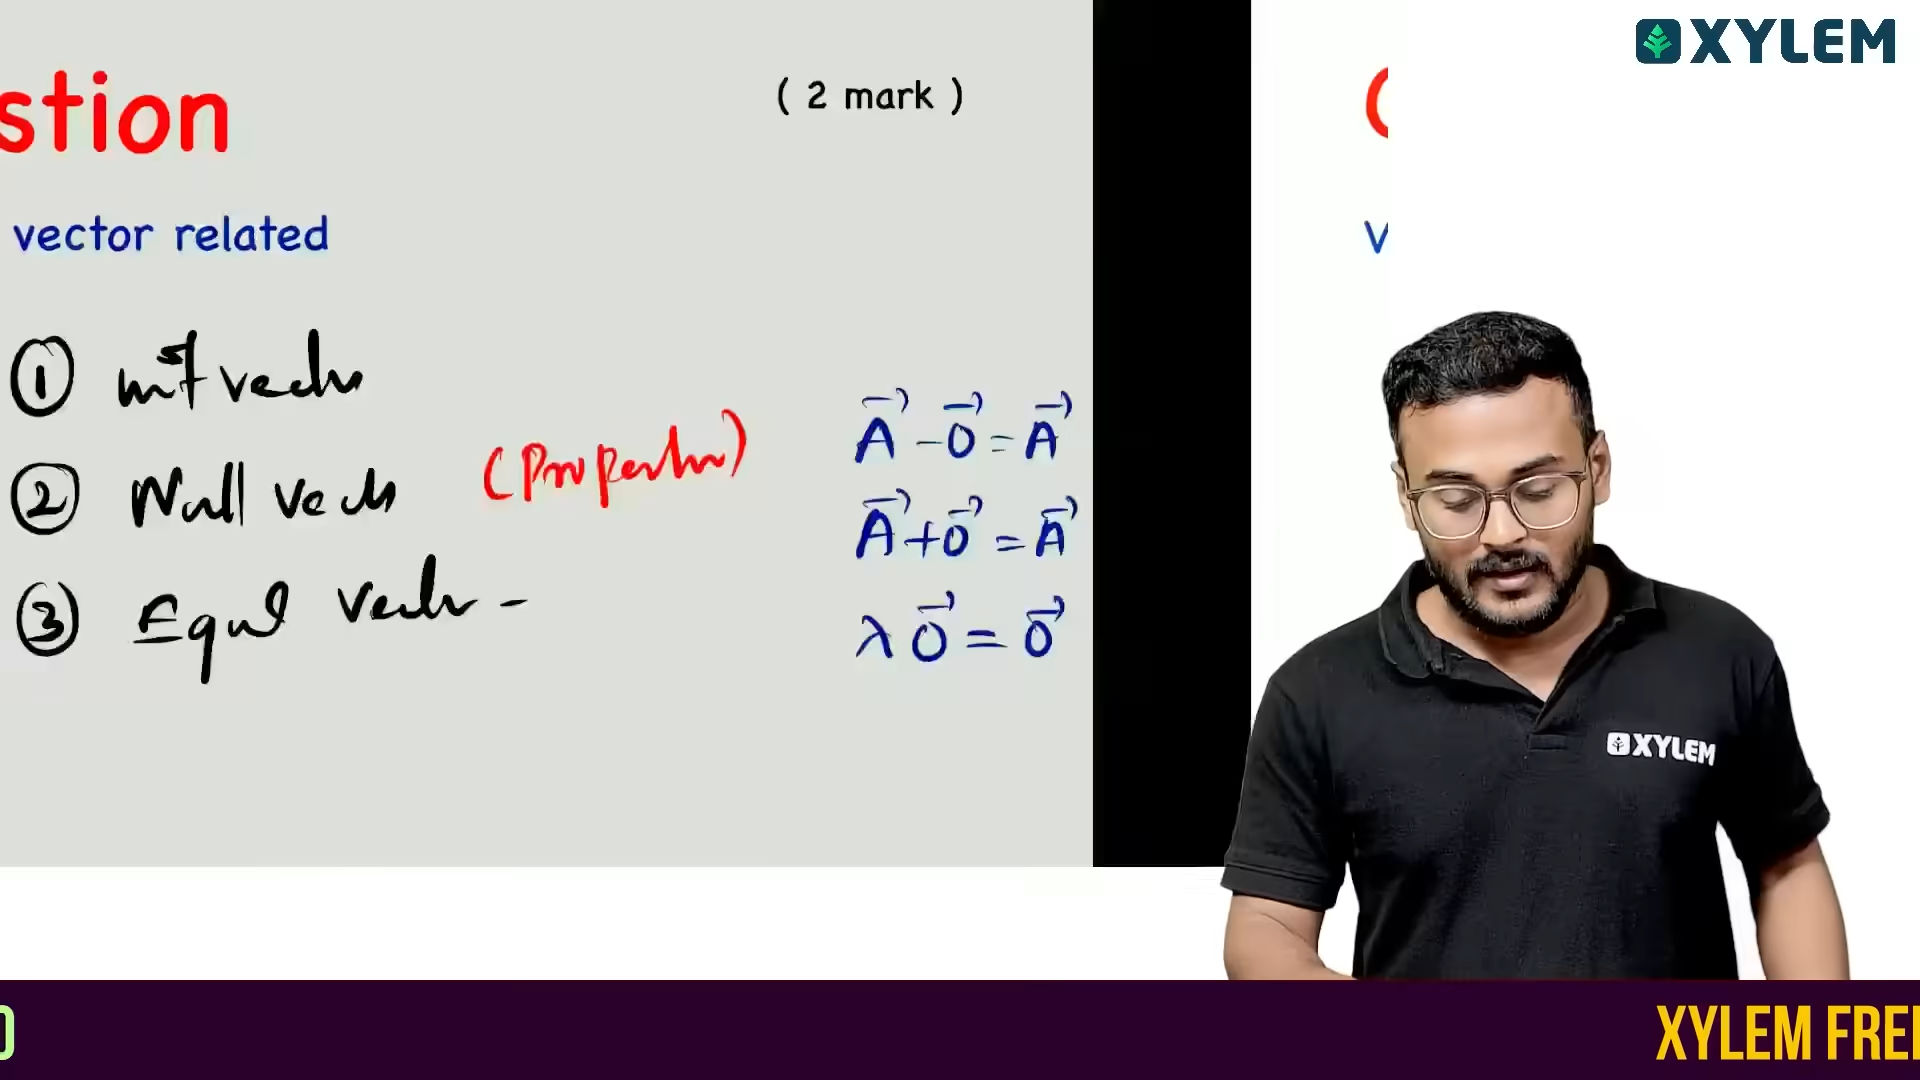 XYLEM
stion
( 2 mark )
vector related
① unit vector
② Null vector (Properties)
③ Equal vector -
A⃗ - 0⃗ = A⃗
A⃗ + 0⃗ = A⃗
λ 0⃗ = 0⃗
V
XYLEM
XYLEM FREE